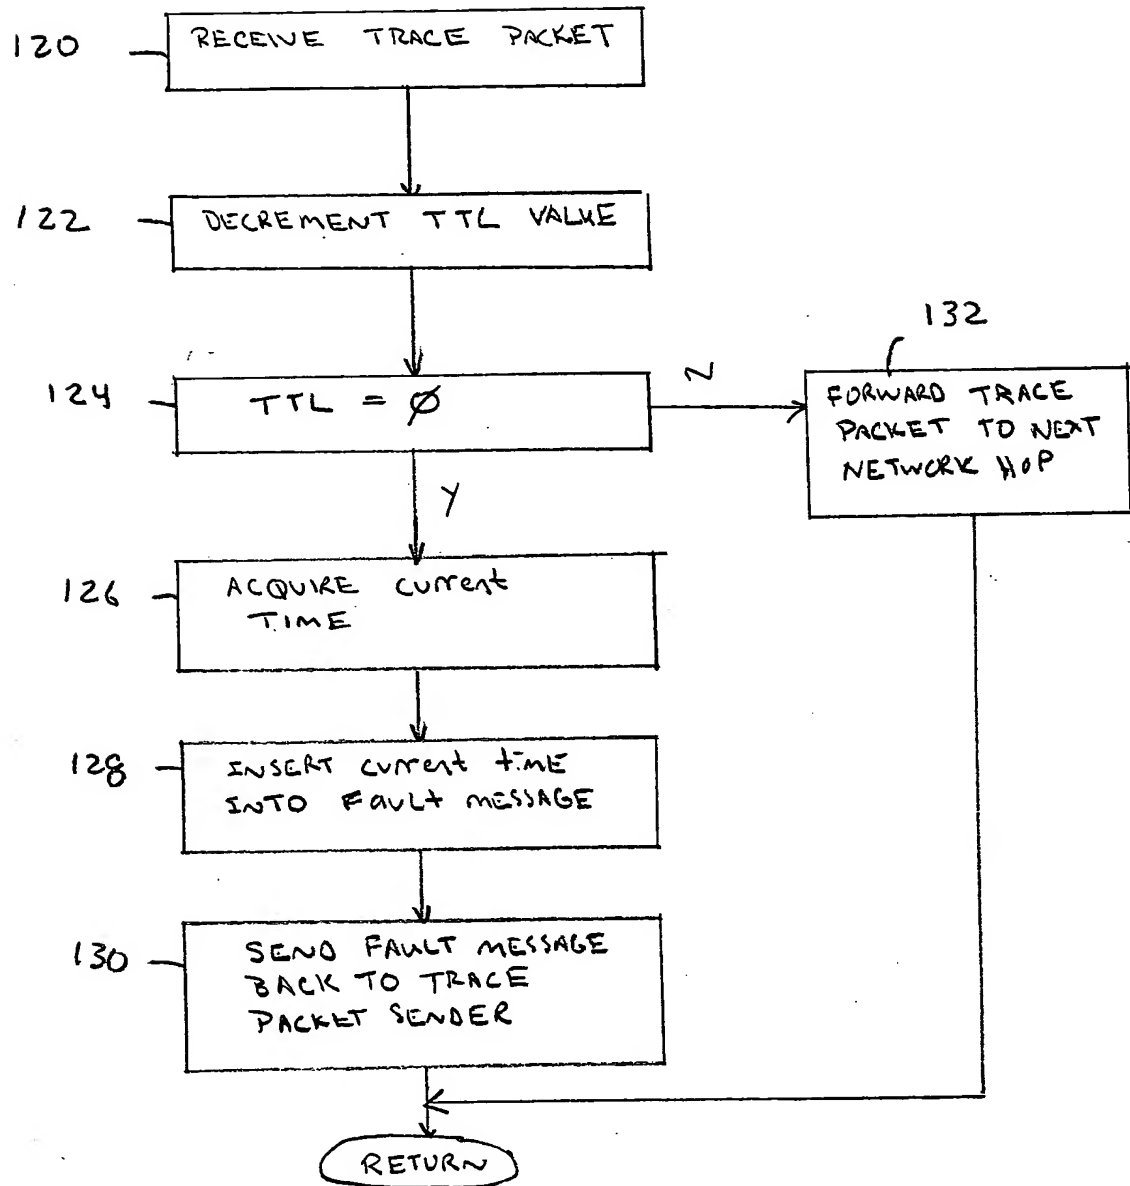 120
RECEIVE TRACE PACKET
122
DECREMENT TTL VALUE
132
124
TTL = Ø
N
FORWARD TRACE
PACKET TO NEXT
NETWORK HOP
Y
126
ACQUIRE current
TIME
128
INSERT current time
INTO Fault MESSAGE
130
SEND FAULT MESSAGE
BACK TO TRACE
PACKET SENDER
RETURN